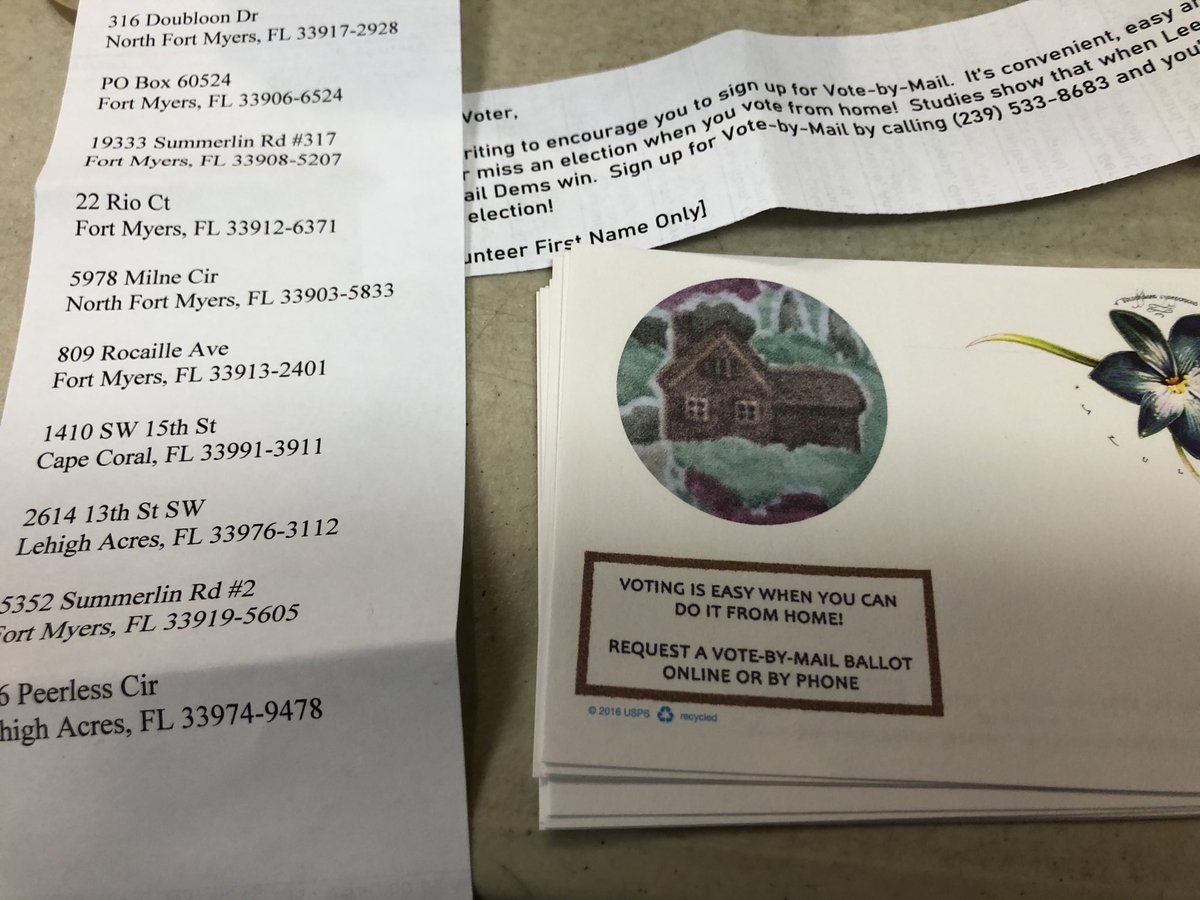 316 Doubloon Dr
North Fort Myers, FL 33917-2928
PO Box 60524
Fort Myers, FL 33906-6524
19333 Summerlin Rd #317
Fort Myers, FL 33908-5207
22 Rio Ct
Fort Myers, FL 33912-6371
5978 Milne Cir
North Fort Myers, FL 33903-5833
809 Rocaille Ave
Fort Myers, FL 33913-2401
1410 SW 15th St
Cape Coral, FL 33991-3911
2614 13th St SW
Lehigh Acres, FL 33976-3112
5352 Summerlin Rd #2
Fort Myers, FL 33919-5605
6 Peerless Cir
high Acres, FL 33974-9478
Voter,
riting to encourage you to sign up for Vote-by-Mail. It's convenient, easy a
r miss an election when you vote from home! Studies show that when Lee
ail Dems win. Sign up for Vote-by-Mail by calling (239) 533-8683 and you'
election!
unteer First Name Only]
VOTING IS EASY WHEN YOU CAN
DO IT FROM HOME!
REQUEST A VOTE-BY-MAIL BALLOT
ONLINE OR BY PHONE
© 2016 USPS recycled